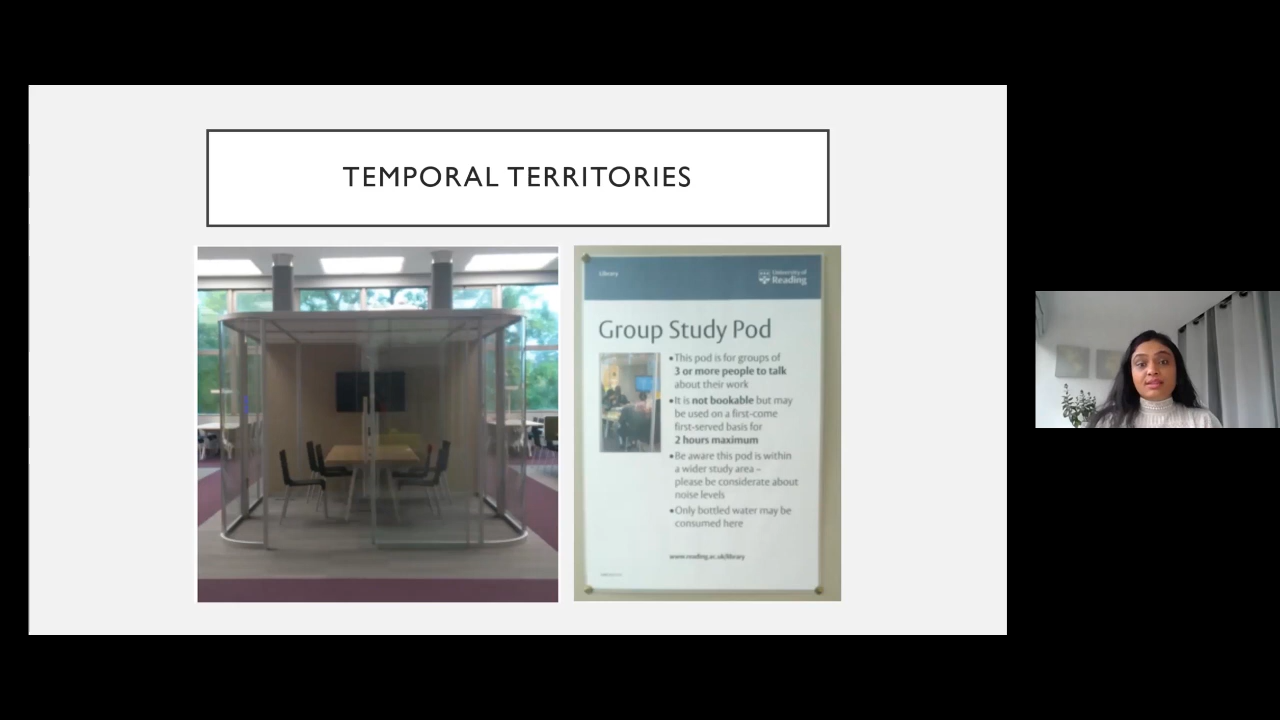 TEMPORAL TERRITORIES
Library
University of
Reading
Group Study Pod
•This pod is for groups of
3 or more people to talk
about their work
•It is not bookable but may
be used on a first-come
first-served basis for
2 hours maximum
•Be aware this pod is within
a wider study area –
please be considerate about
noise levels
•Only bottled water may be
consumed here
www.reading.ac.uk/library